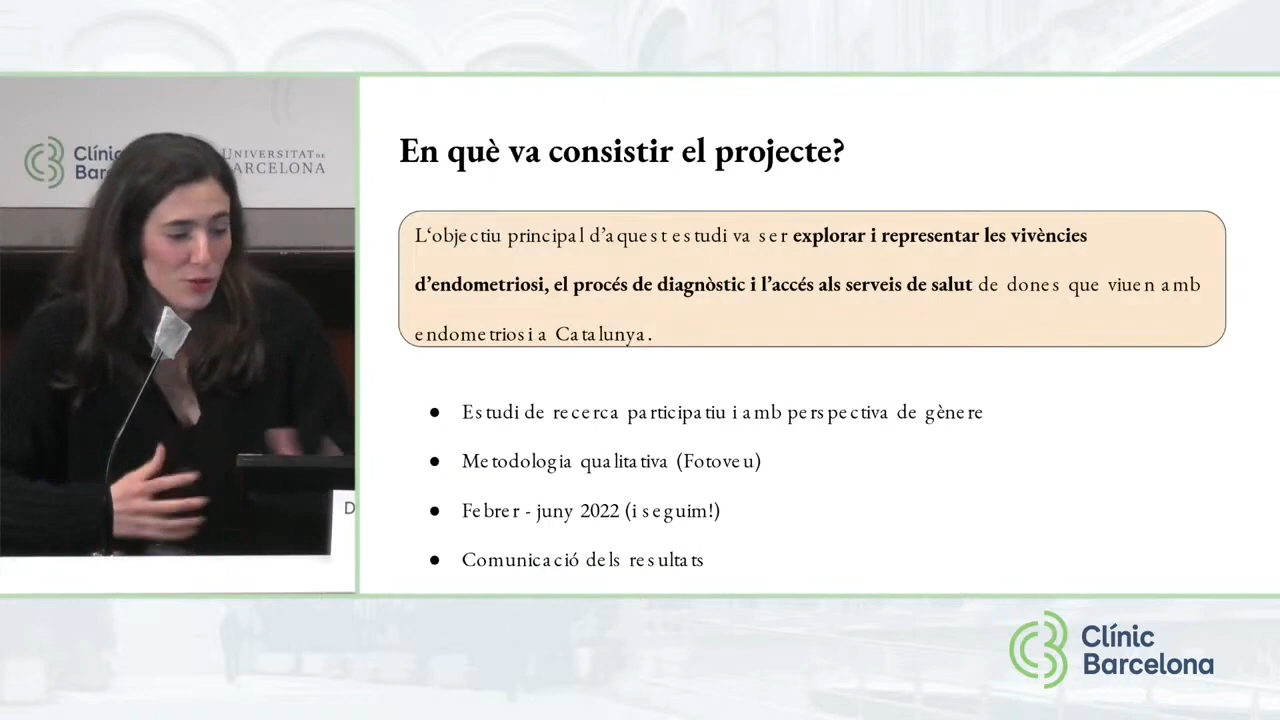 Clínic
UNIVERSITAT DE
BARCELONA
En què va consistir el projecte?
L‘objectiu principal d’aquest estudi va ser explorar i representar les vivències
d’endometriosi, el procés de diagnòstic i l’accés als serveis de salut de dones que viuen amb
endometriosi a Catalunya.
● Estudi de recerca participatiu i amb perspectiva de gènere
● Metodologia qualitativa (Fotoveu)
● Febrer - juny 2022 (i seguim!)
● Comunicació dels resultats
D
Clínic
Barcelona